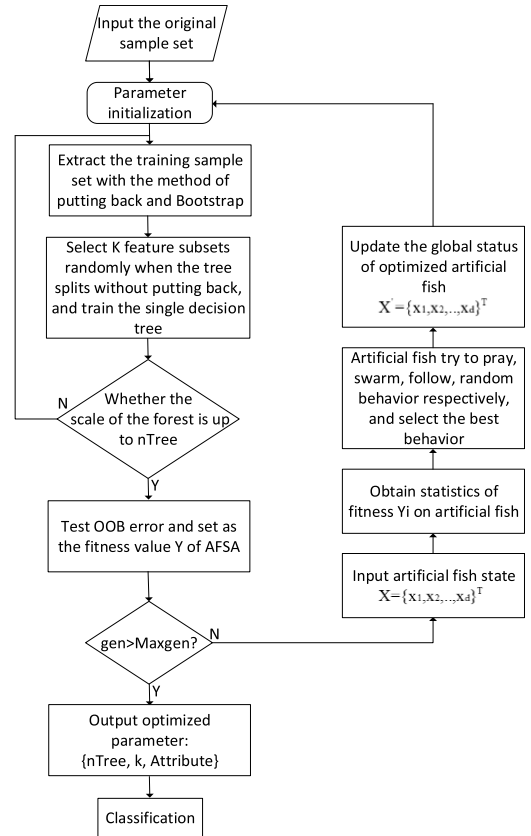 Input the original
sample set
Parameter
initialization
Extract the training sample
set with the method of
putting back and Bootstrap
Select K feature subsets
randomly when the tree
splits without putting back,
and train the single decision
tree
N
Whether the
scale of the forest is up
to nTree
Y
Test OOB error and set as
the fitness value Y of AFSA
gen>Maxgen?
N
Y
Output optimized
parameter:
{nTree, k, Attribute}
Classification
Update the global status
of optimized artificial
fish
X'={x1,x2,..,xd}T
Artificial fish try to pray,
swarm, follow, random
behavior respectively,
and select the best
behavior
Obtain statistics of
fitness Yi on artificial fish
Input artificial fish state
X={x1,x2,..,xd}T